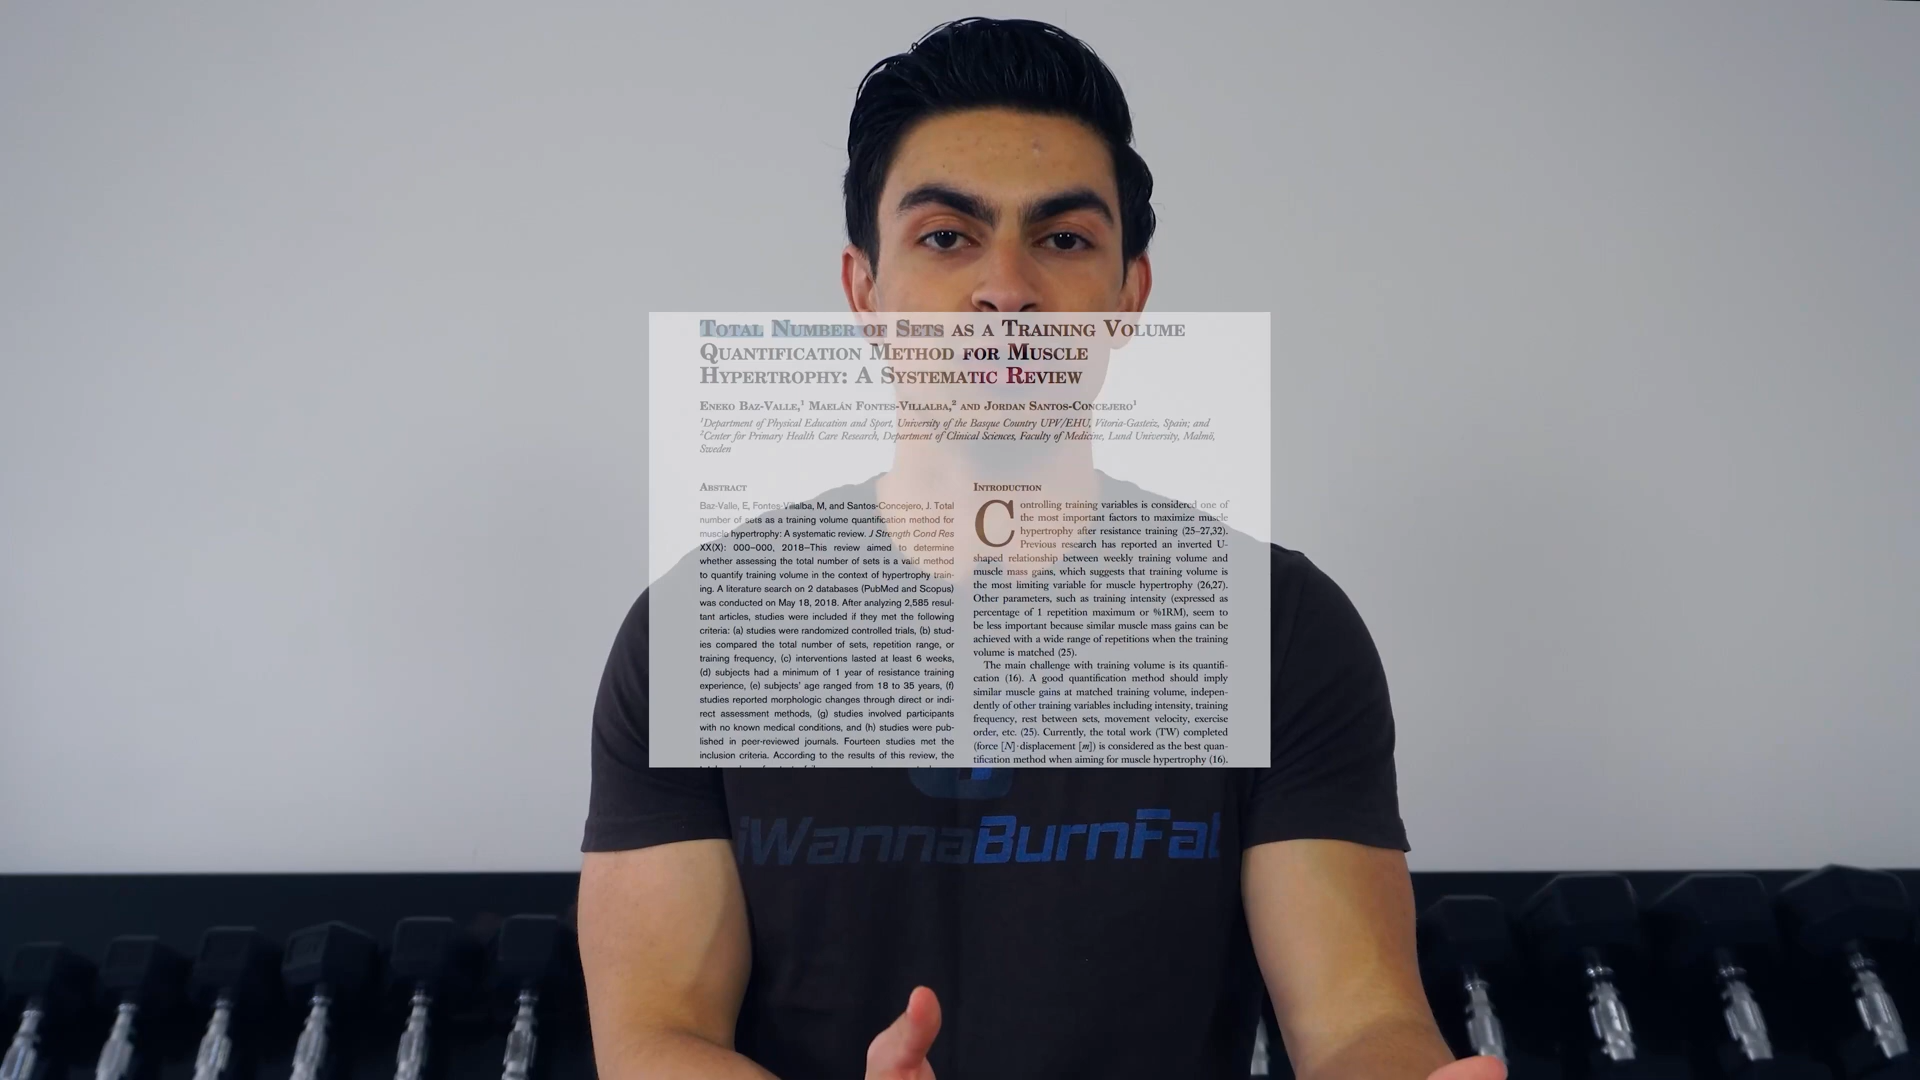 TOTAL NUMBER OF SETS AS A TRAINING VOLUME
QUANTIFICATION METHOD FOR MUSCLE
HYPERTROPHY: A SYSTEMATIC REVIEW
ENEKO BAZ-VALLE,¹ MAELÁN FONTES-VILLALBA,² AND JORDAN SANTOS-CONCEJERO¹
¹Department of Physical Education and Sport, University of the Basque Country UPV/EHU, Vitoria-Gasteiz, Spain; and
²Center for Primary Health Care Research, Department of Clinical Sciences, Faculty of Medicine, Lund University, Malmö,
Sweden
ABSTRACT
Baz-Valle, E, Fontes-Villalba, M, and Santos-Concejero, J. Total
number of sets as a training volume quantification method for
muscle hypertrophy: A systematic review. J Strength Cond Res
XX(X): 000–000, 2018—This review aimed to determine
whether assessing the total number of sets is a valid method
to quantify training volume in the context of hypertrophy train-
ing. A literature search on 2 databases (PubMed and Scopus)
was conducted on May 18, 2018. After analyzing 2,585 resul-
tant articles, studies were included if they met the following
criteria: (a) studies were randomized controlled trials, (b) stud-
ies compared the total number of sets, repetition range, or
training frequency, (c) interventions lasted at least 6 weeks,
(d) subjects had a minimum of 1 year of resistance training
experience, (e) subjects' age ranged from 18 to 35 years, (f)
studies reported morphologic changes through direct or indi-
rect assessment methods, (g) studies involved participants
with no known medical conditions, and (h) studies were pub-
lished in peer-reviewed journals. Fourteen studies met the
inclusion criteria. According to the results of this review, the
INTRODUCTION
Controlling training variables is considered one of
the most important factors to maximize muscle
hypertrophy after resistance training (25–27,32).
Previous research has reported an inverted U-
shaped relationship between weekly training volume and
muscle mass gains, which suggests that training volume is
the most limiting variable for muscle hypertrophy (26,27).
Other parameters, such as training intensity (expressed as
percentage of 1 repetition maximum or %1RM), seem to
be less important because similar muscle mass gains can be
achieved with a wide range of repetitions when the training
volume is matched (25).
The main challenge with training volume is its quantifi-
cation (16). A good quantification method should imply
similar muscle gains at matched training volume, indepen-
dently of other training variables including intensity, training
frequency, rest between sets, movement velocity, exercise
order, etc. (25). Currently, the total work (TW) completed
(force [N]·displacement [m]) is considered as the best quan-
tification method when aiming for muscle hypertrophy (16).
iWannaBurnFat